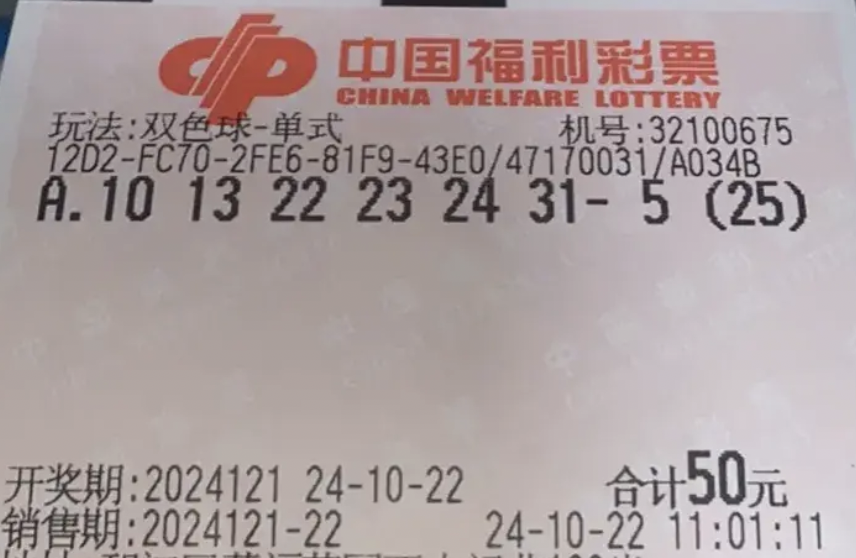 中国福利彩票
CHINA WELFARE LOTTERY
玩法:双色球-单式 机号:32100675
12D2-FC70-2FE6-81F9-43E0/47170031/A034B
A.10 13 22 23 24 31- 5 (25)
开奖期:2024121 24-10-22 合计50元
销售期:2024121-22 24-10-22 11:01:11